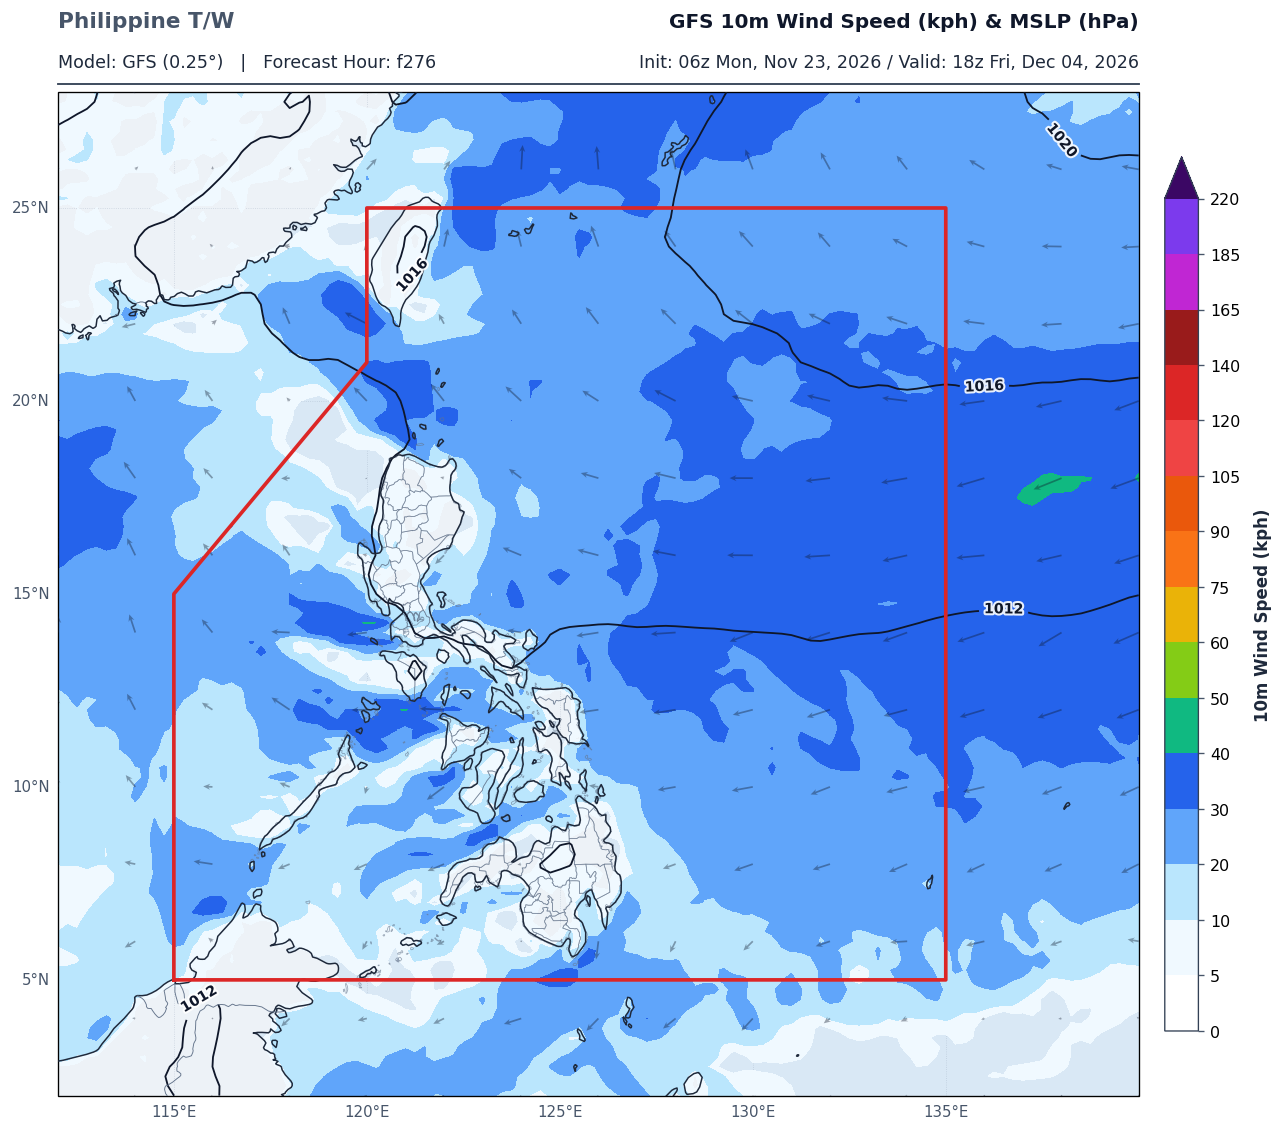 Philippine T/W
GFS 10m Wind Speed (kph) & MSLP (hPa)
Model: GFS (0.25°) | Forecast Hour: f276
Init: 06z Mon, Nov 23, 2026 / Valid: 18z Fri, Dec 04, 2026
1020
1016
1016
1012
1012
25°N
20°N
15°N
10°N
5°N
115°E
120°E
125°E
130°E
135°E
220
185
165
140
120
105
90
75
60
50
40
30
20
10
5
0
10m Wind Speed (kph)